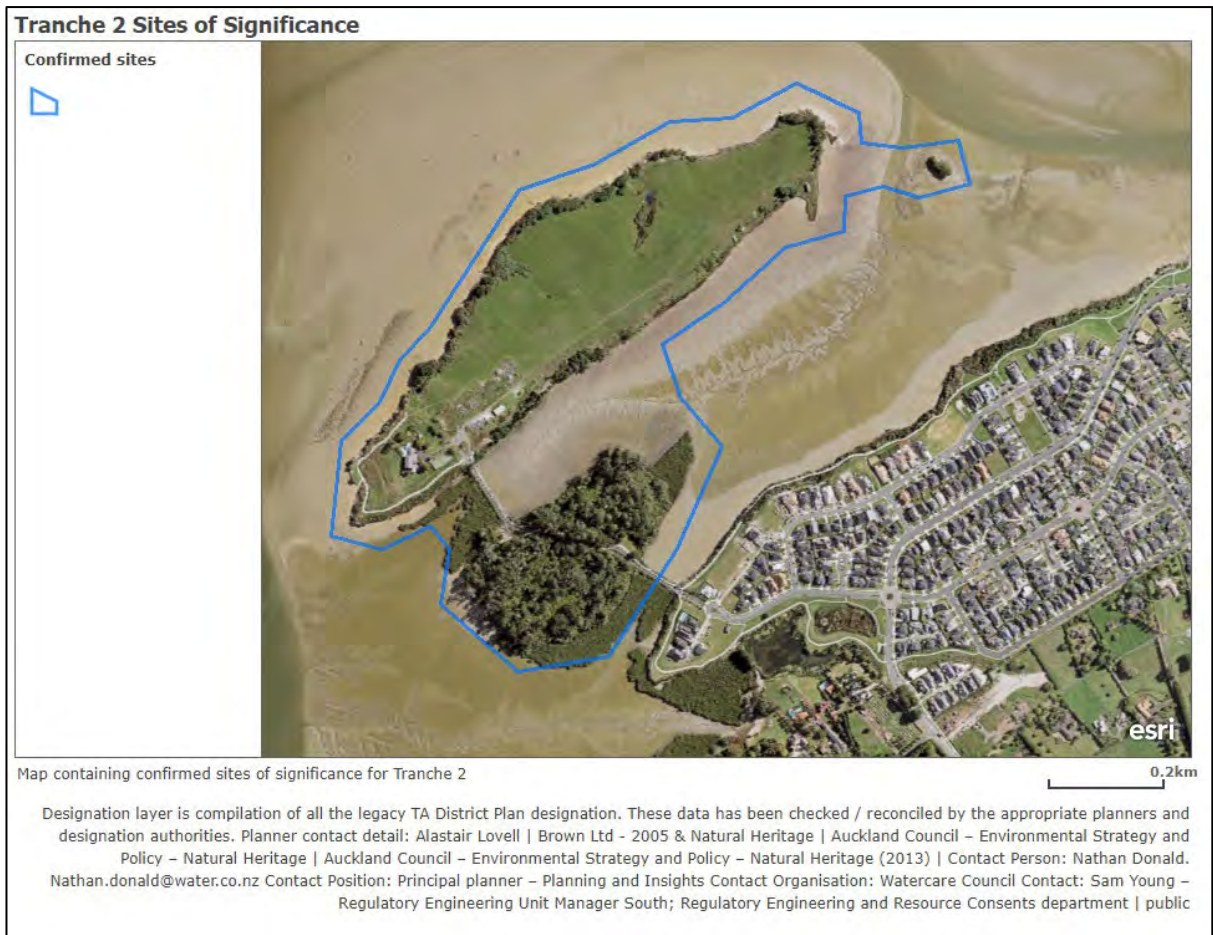 Tranche 2 Sites of Significance
Confirmed sites
esri
Map containing confirmed sites of significance for Tranche 2
0.2km
Designation layer is compilation of all the legacy TA District Plan designation. These data has been checked / reconciled by the appropriate planners and
designation authorities. Planner contact detail: Alastair Lovell | Brown Ltd - 2005 & Natural Heritage | Auckland Council – Environmental Strategy and
Policy – Natural Heritage | Auckland Council – Environmental Strategy and Policy – Natural Heritage (2013) | Contact Person: Nathan Donald.
Nathan.donald@water.co.nz Contact Position: Principal planner – Planning and Insights Contact Organisation: Watercare Council Contact: Sam Young –
Regulatory Engineering Unit Manager South; Regulatory Engineering and Resource Consents department | public